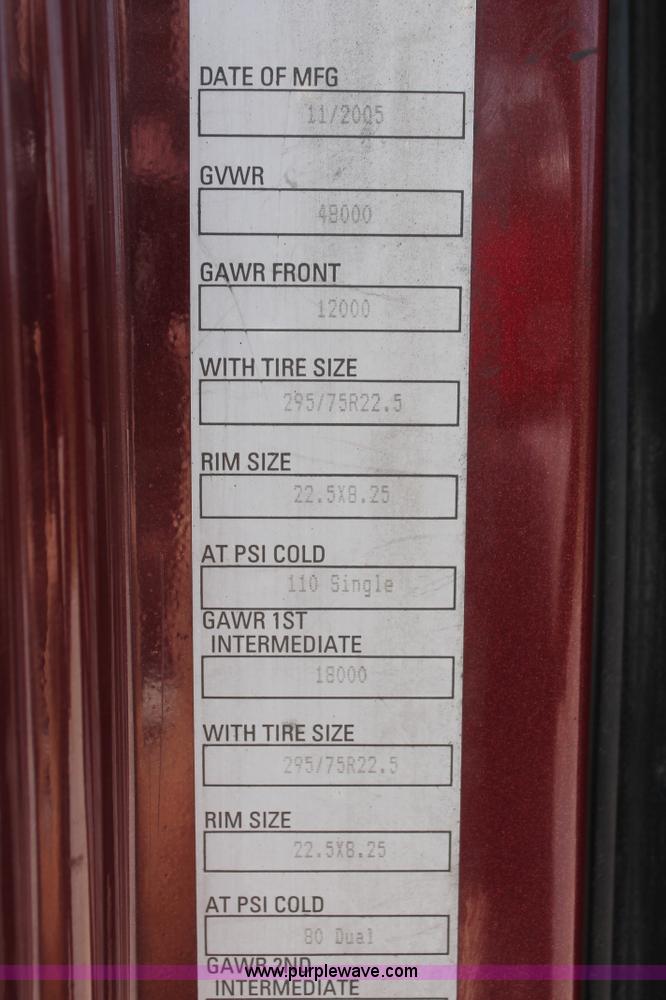 DATE OF MFG
11/2005
GVWR
48000
GAWR FRONT
12000
WITH TIRE SIZE
295/75R22.5
RIM SIZE
22.5X8.25
AT PSI COLD
110 Single
GAWR 1ST
INTERMEDIATE
18000
WITH TIRE SIZE
295/75R22.5
RIM SIZE
22.5X8.25
AT PSI COLD
80 Dual
GAWR 2ND
www.purplewave.com
INTERMEDIATE